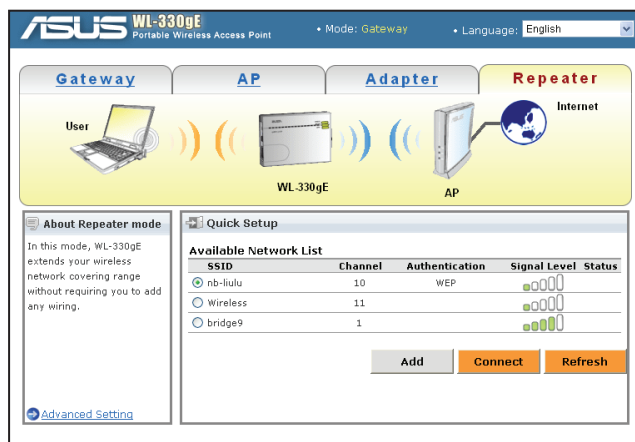 ASUS WL-330gE
Portable Wireless Access Point
• Mode: Gateway
• Language: English
Gateway
AP
Adapter
Repeater
User
Internet
WL-330gE
AP
About Repeater mode
In this mode, WL-330gE
extends your wireless
network covering range
without requiring you to add
any wiring.
Advanced Setting
Quick Setup
Available Network List
SSID Channel Authentication Signal Level Status
nb-liulu 10 WEP
Wireless 11
bridge9 1
Add Connect Refresh